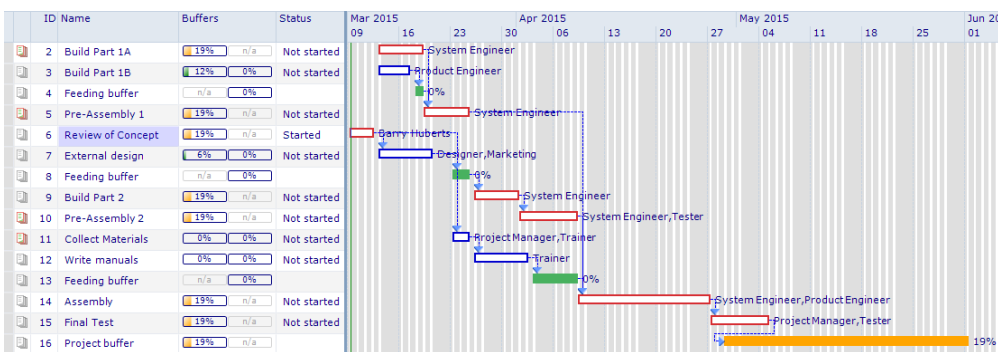 ID Name Buffers Status Mar 2015 Apr 2015 May 2015 Jun 20
09 16 23 30 06 13 20 27 04 11 18 25 01
2 Build Part 1A 19% n/a Not started System Engineer
3 Build Part 1B 12% 0% Not started Product Engineer
4 Feeding buffer n/a 0% 0%
5 Pre-Assembly 1 19% n/a Not started System Engineer
6 Review of Concept 19% n/a Started Barry Huberts
7 External design 6% 0% Not started Designer,Marketing
8 Feeding buffer n/a 0% 0%
9 Build Part 2 19% n/a Not started System Engineer
10 Pre-Assembly 2 19% n/a Not started System Engineer,Tester
11 Collect Materials 0% 0% Not started Project Manager,Trainer
12 Write manuals 0% 0% Not started Trainer
13 Feeding buffer n/a 0% 0%
14 Assembly 19% n/a Not started System Engineer,Product Engineer
15 Final Test 19% n/a Not started Project Manager,Tester
16 Project buffer 19% n/a 19%